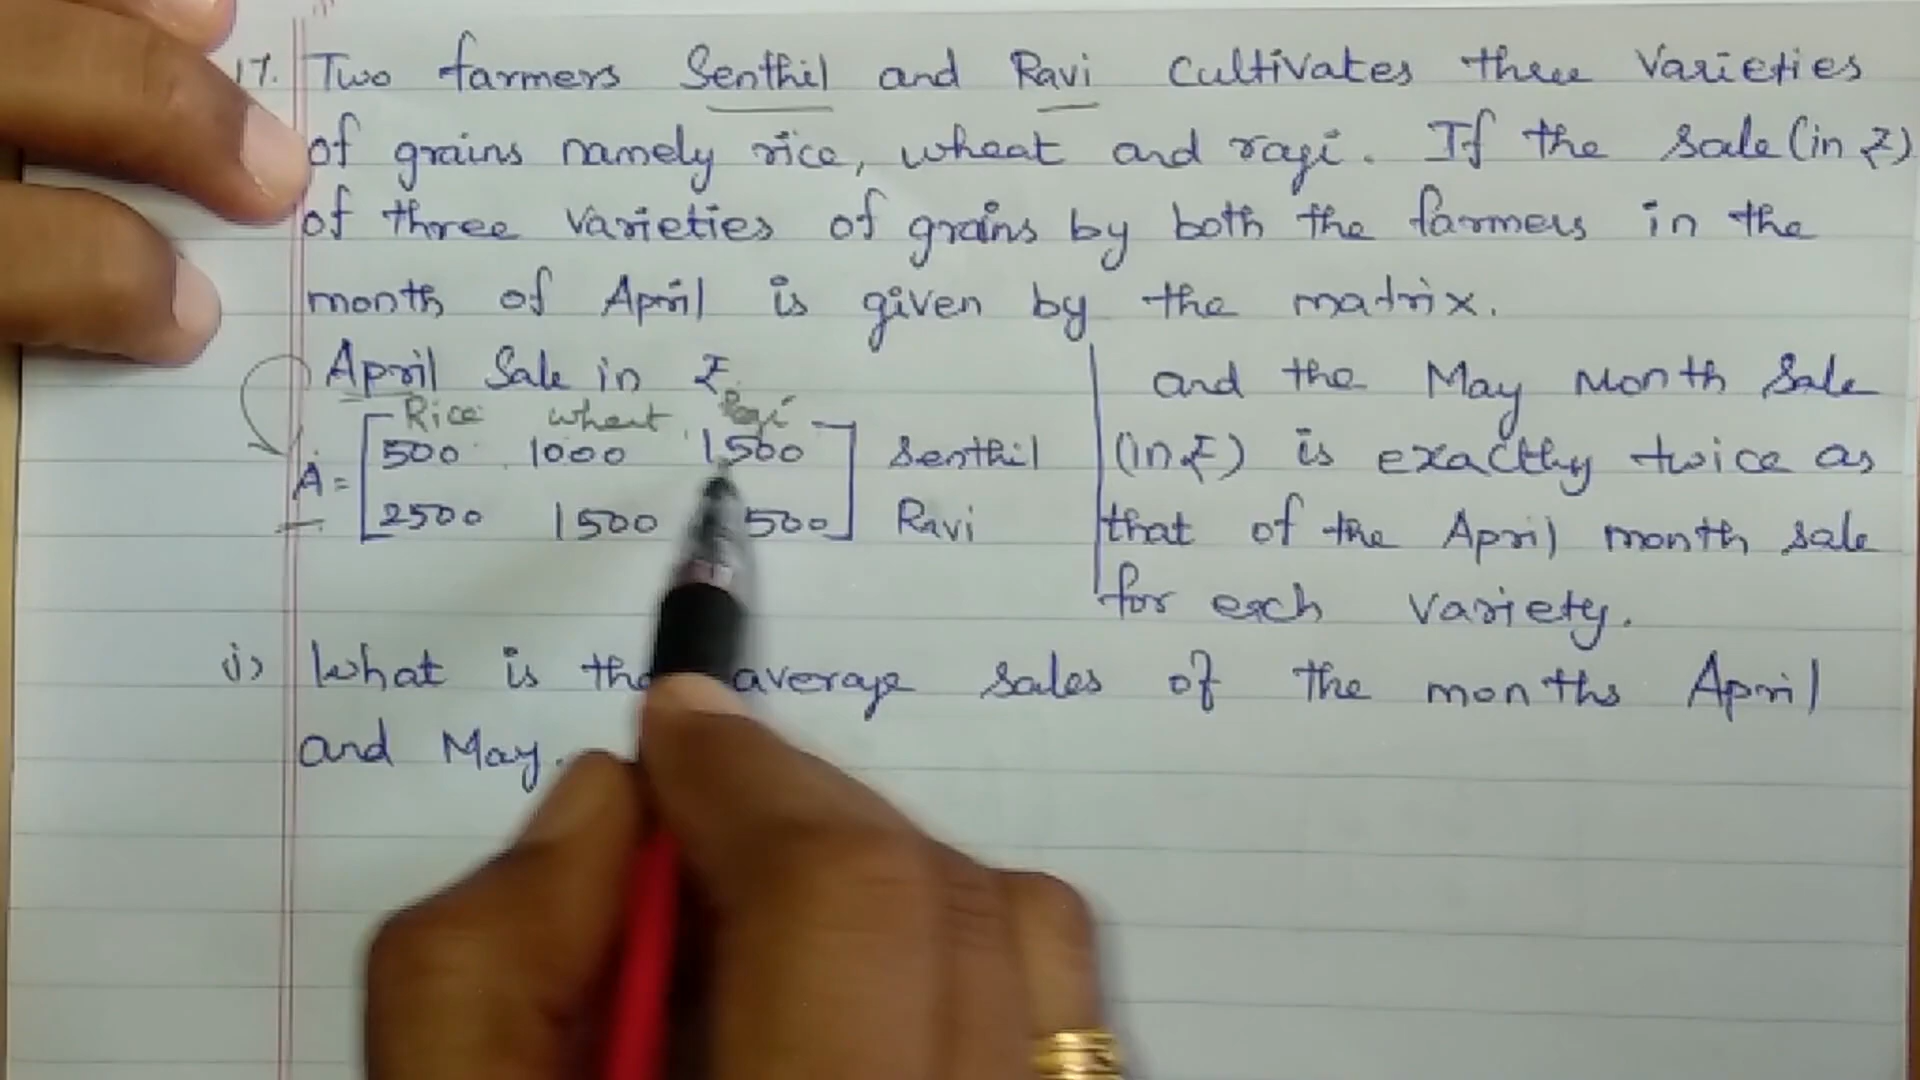 17. Two farmers Senthil and Ravi cultivates three varieties
of grains namely rice, wheat and ragi. If the sale (in ₹)
of three varieties of grains by both the farmers in the
month of April is given by the matrix.
April Sale in ₹
Rice wheat Ragi
A = [500 1000 1500] Senthil
[2500 1500 500] Ravi
and the May Month Sale
(in ₹) is exactly twice as
that of the April month sale
for each variety.
i) What is the average sales of the months April
and May.